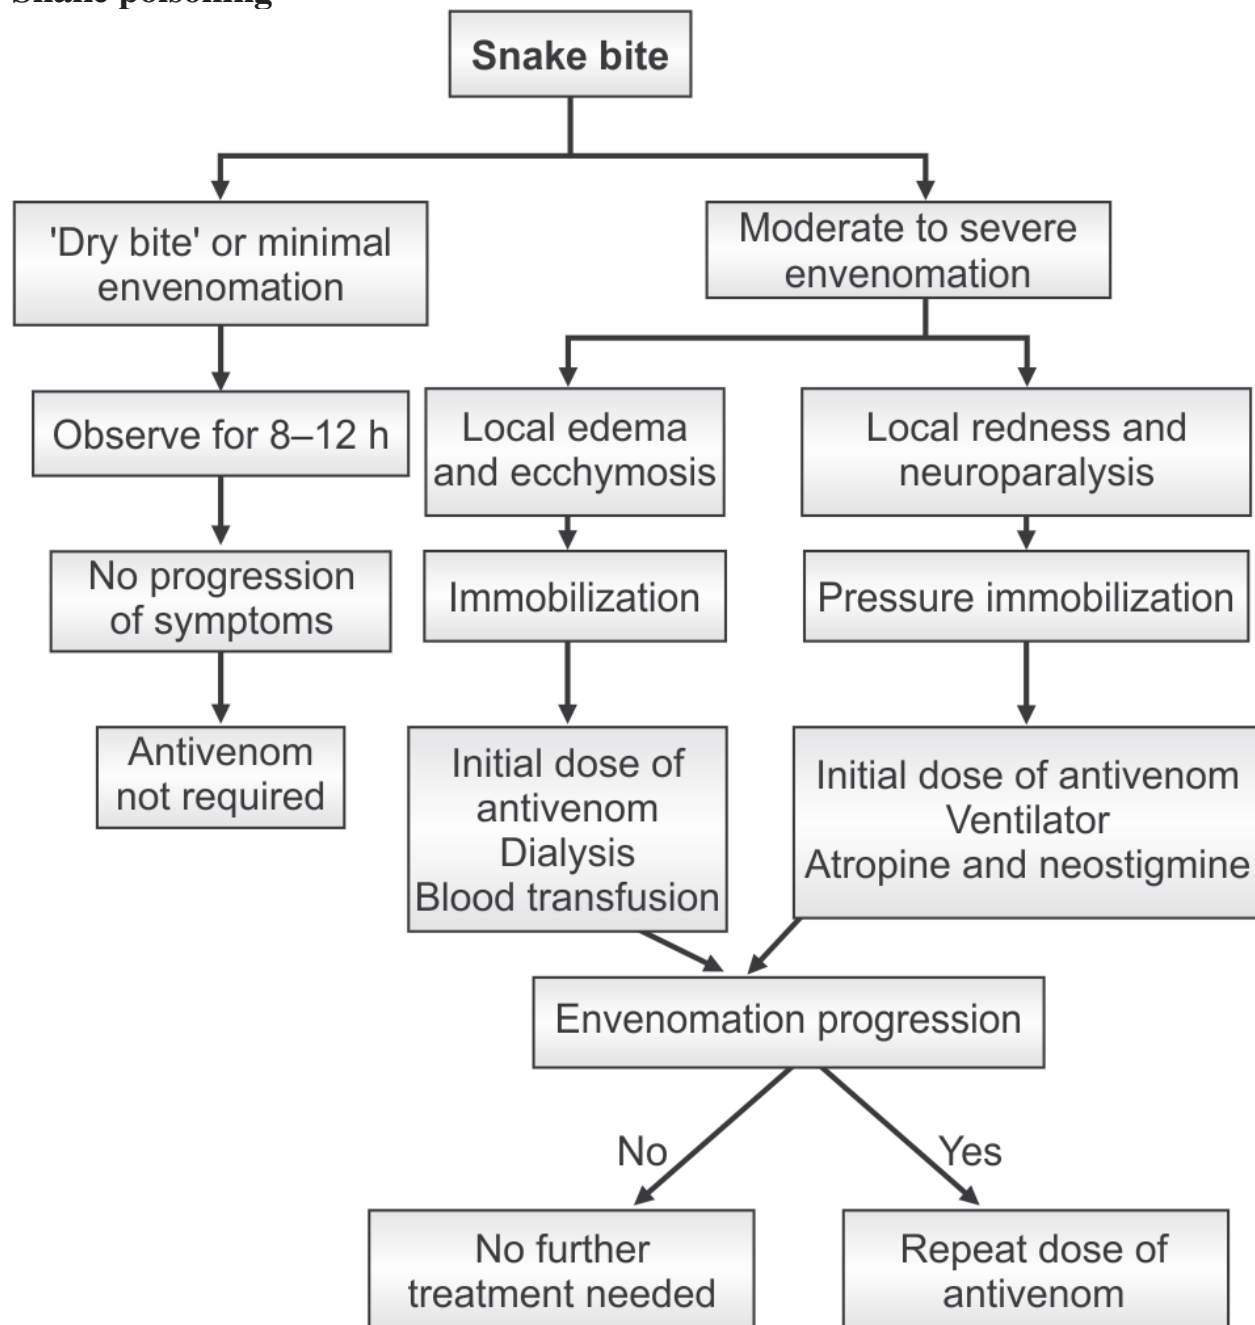 Snake poisoning
Snake bite
'Dry bite' or minimal
envenomation
Moderate to severe
envenomation
Observe for 8–12 h
Local edema
and ecchymosis
Local redness and
neuroparalysis
No progression
of symptoms
Immobilization
Pressure immobilization
Antivenom
not required
Initial dose of
antivenom
Dialysis
Blood transfusion
Initial dose of antivenom
Ventilator
Atropine and neostigmine
Envenomation progression
No
Yes
No further
treatment needed
Repeat dose of
antivenom